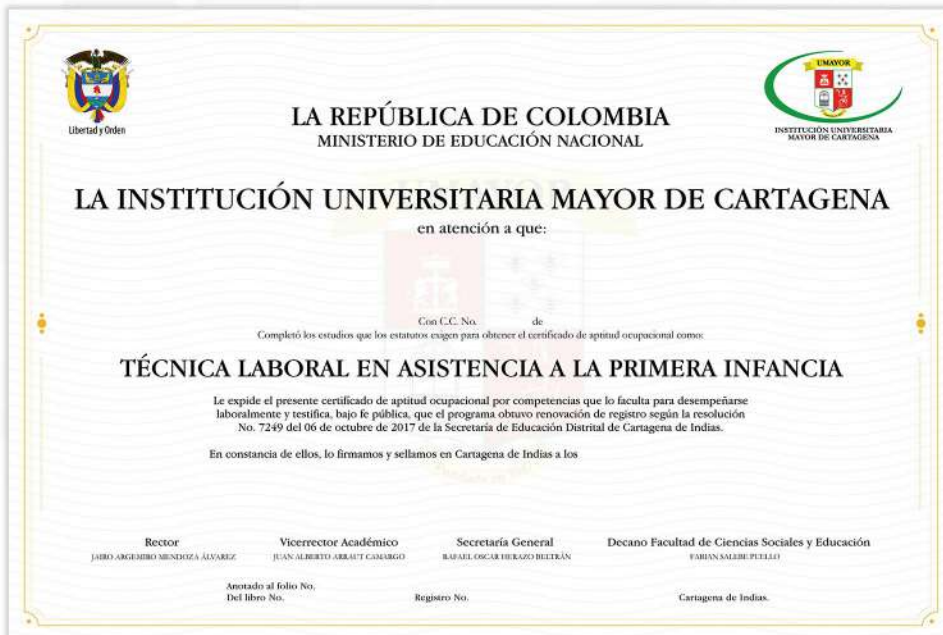 Libertad y Orden
UMAYOR
INSTITUCIÓN UNIVERSITARIA
MAYOR DE CARTAGENA
LA REPÚBLICA DE COLOMBIA
MINISTERIO DE EDUCACIÓN NACIONAL
LA INSTITUCIÓN UNIVERSITARIA MAYOR DE CARTAGENA
en atención a que:
Con C.C. No. de
Completó los estudios que los estatutos exigen para obtener el certificado de aptitud ocupacional como:
TÉCNICA LABORAL EN ASISTENCIA A LA PRIMERA INFANCIA
Le expide el presente certificado de aptitud ocupacional por competencias que lo faculta para desempeñarse
laboralmente y testifica, bajo fe pública, que el programa obtuvo renovación de registro según la resolución
No. 7249 del 06 de octubre de 2017 de la Secretaría de Educación Distrital de Cartagena de Indias.
En constancia de ellos, lo firmamos y sellamos en Cartagena de Indias a los
Rector Vicerrector Académico Secretaría General Decano Facultad de Ciencias Sociales y Educación
JAIRO ARGEMIRO MENDOZA ÁLVAREZ JUAN ALBERTO ARRAUT CAMARGO RAFAEL OSCAR HERAZO BELTRÁN FABIAN SALEBE PUELLO
Anotado al folio No.
Del libro No. Registro No. Cartagena de Indias.